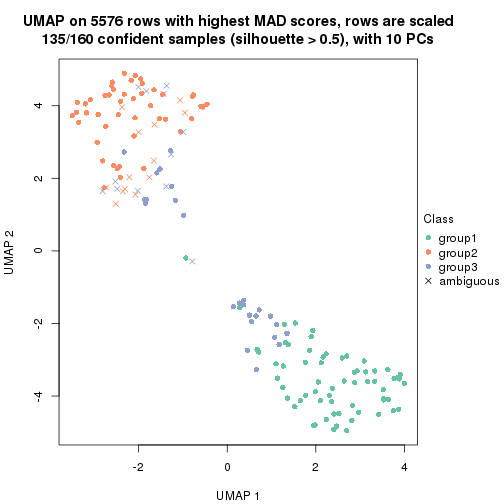 UMAP on 5576 rows with highest MAD scores, rows are scaled
135/160 confident samples (silhouette > 0.5), with 10 PCs
4
2
0
-2
-4
UMAP 2
-2
0
2
4
UMAP 1
Class
group1
group2
group3
ambiguous